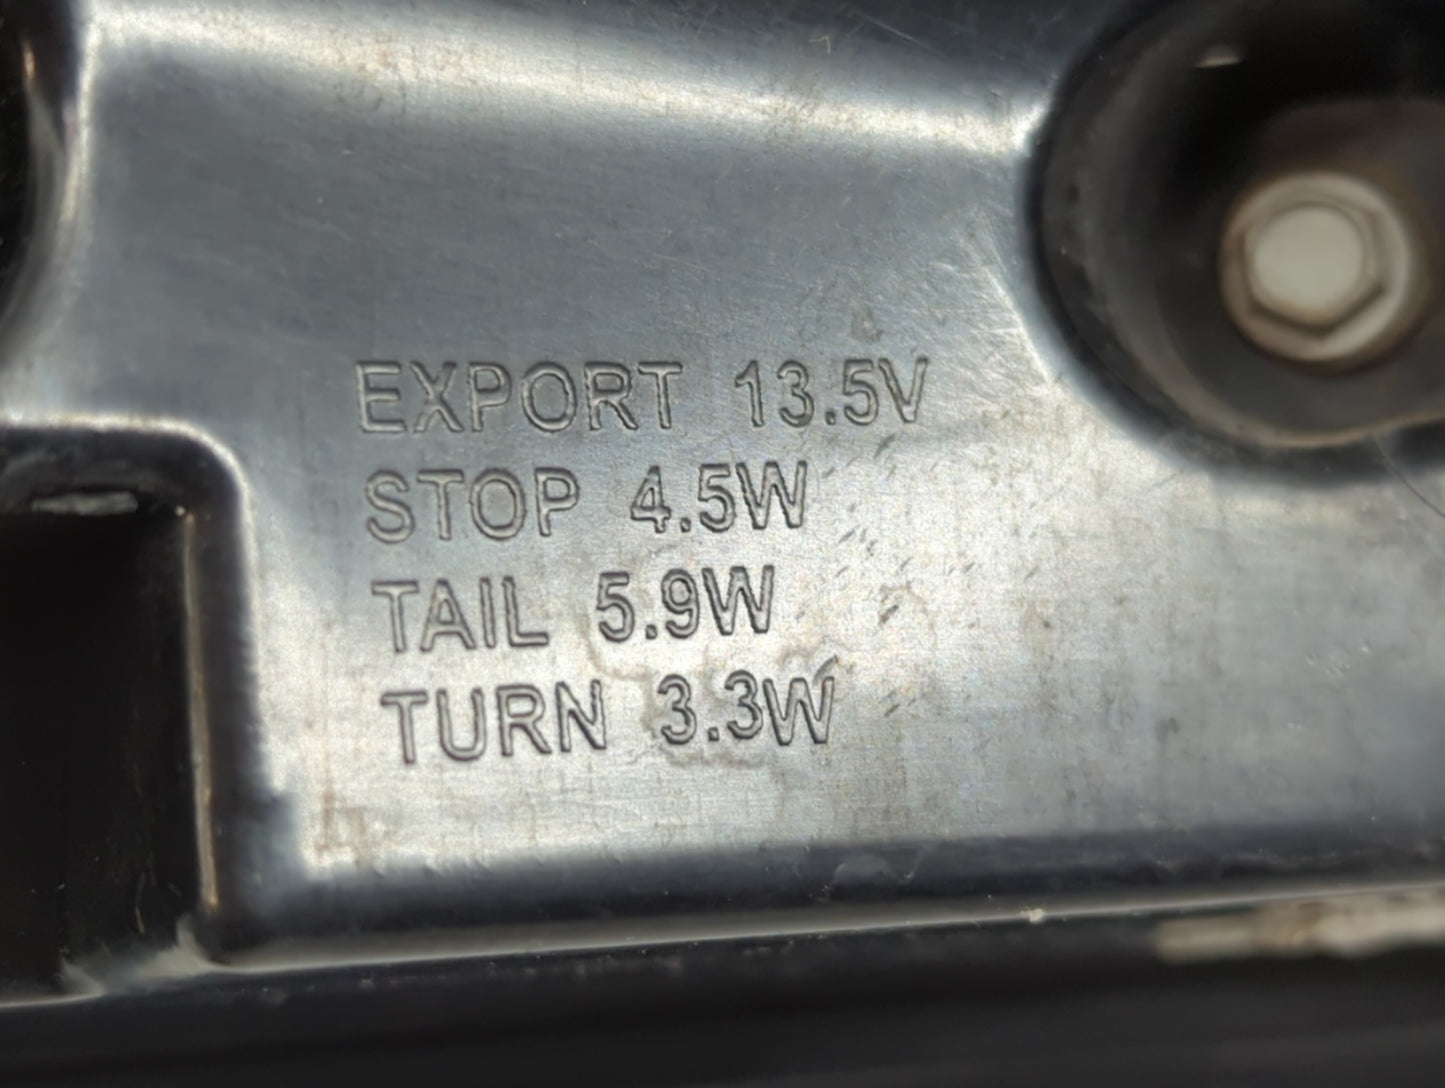 EXPORT 13.5V
STOP 4.5W
TAIL 5.9W
TURN 3.3W